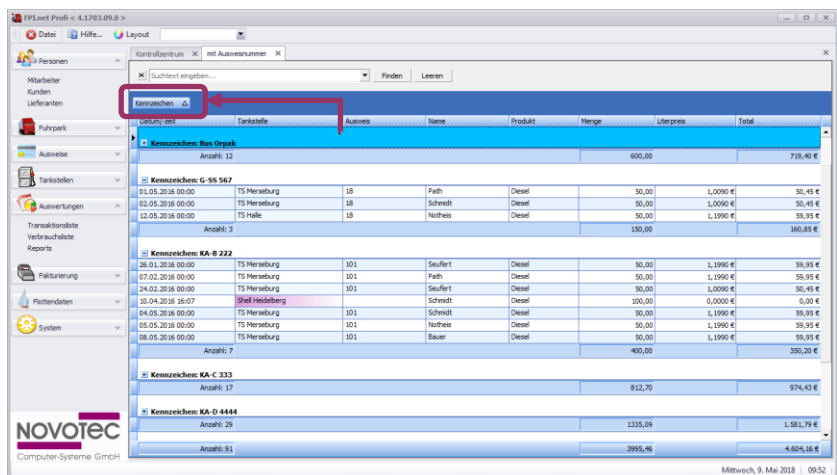 FPI.net Profi < 4.1703.09.0 >
Datei Hilfe... Layout
Personen
Mitarbeiter
Kunden
Lieferanten
Fuhrpark
Ausweise
Tankstellen
Auswertungen
Transaktionsliste
Verbrauchsliste
Reports
Fakturierung
Flottendaten
System
NOVOTEC
Computer-Systeme GmbH
Kontrollzentrum mit Ausweisnummer
Suchtext eingeben... Finden Leeren
Kennzeichen
Datum/-zeit Tankstelle Ausweis Name Produkt Menge Literpreis Total
Kennzeichen: Bus Orpak
Anzahl: 12 600,00 719,40 €
Kennzeichen: G-SS 567
01.05.2016 00:00 TS Merseburg 18 Path Diesel 50,00 1,0090 € 50,45 €
02.05.2016 00:00 TS Merseburg 18 Schmidt Diesel 50,00 1,0090 € 50,45 €
12.05.2016 00:00 TS Halle 18 Notheis Diesel 50,00 1,1990 € 59,95 €
Anzahl: 3 150,00 160,85 €
Kennzeichen: KA-B 222
26.01.2016 00:00 TS Merseburg 101 Seufert Diesel 50,00 1,1990 € 59,95 €
07.02.2016 00:00 TS Merseburg 101 Path Diesel 50,00 1,1990 € 59,95 €
24.02.2016 00:00 TS Merseburg 101 Seufert Diesel 50,00 1,0090 € 50,45 €
10.04.2016 16:07 Shell Heidelberg Schmidt Diesel 100,00 0,0000 € 0,00 €
04.05.2016 00:00 TS Merseburg 101 Schmidt Diesel 50,00 1,1990 € 59,95 €
05.05.2016 00:00 TS Merseburg 101 Notheis Diesel 50,00 1,1990 € 59,95 €
08.05.2016 00:00 TS Merseburg 101 Bauer Diesel 50,00 1,1990 € 59,95 €
Anzahl: 7 400,00 350,20 €
Kennzeichen: KA-C 333
Anzahl: 17 812,70 974,43 €
Kennzeichen: KA-D 4444
Anzahl: 29 1335,09 1.581,79 €
Anzahl: 91 3995,46 4.604,16 €
Mittwoch, 9. Mai 2018 09:52